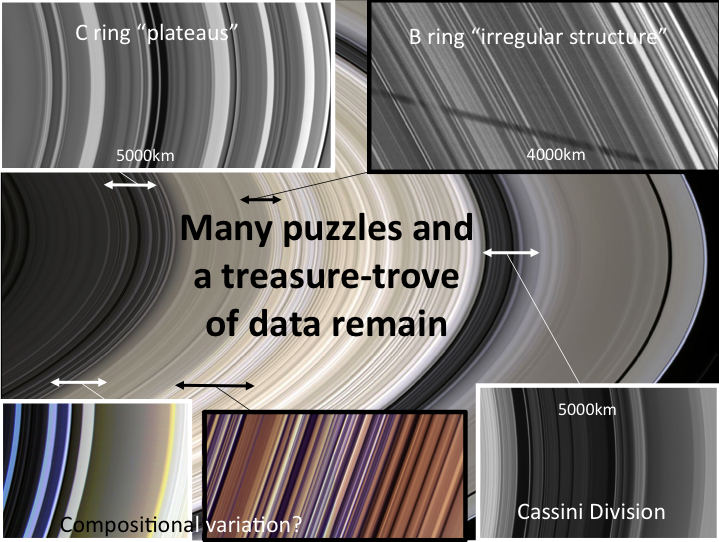 C ring “plateaus”
B ring “irregular structure”
5000km
4000km
Many puzzles and
a treasure-trove
of data remain
5000km
Cassini Division
Compositional variation?